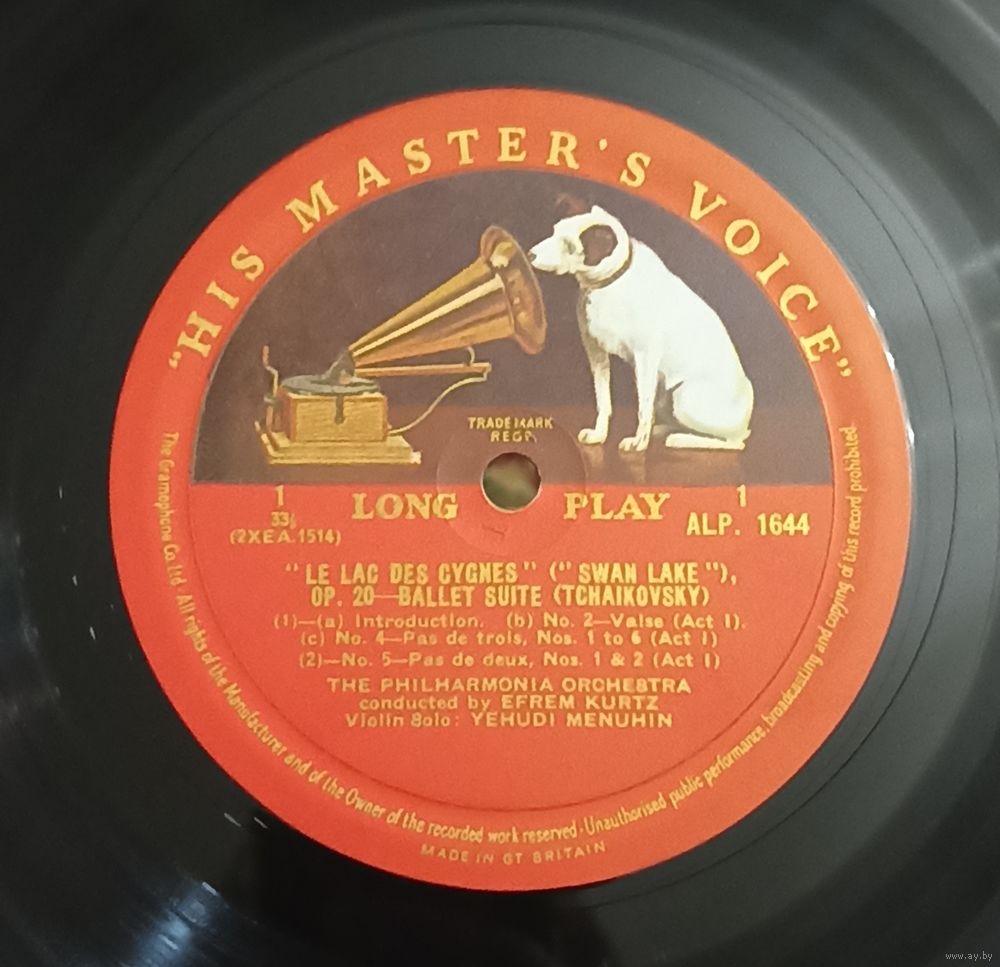 "HIS MASTER'S VOICE"
TRADE MARK
REGD.
1 LONG PLAY 1
33⅓ ALP. 1644
(2XEA.1514)
"LE LAC DES CYGNES" ("SWAN LAKE"),
OP. 20—BALLET SUITE (TCHAIKOVSKY)
(1)—(a) Introduction. (b) No. 2—Valse (Act I).
(c) No. 4—Pas de trois, Nos. 1 to 6 (Act I)
(2)—No. 5—Pas de deux, Nos. 1 & 2 (Act I)
THE PHILHARMONIA ORCHESTRA
conducted by EFREM KURTZ
Violin Solo: YEHUDI MENUHIN
The Gramophone Co. Ltd · All rights of the Manufacturer and of the Owner of the recorded work reserved · Unauthorised public performance, broadcasting and copying of this record prohibited.
MADE IN GT BRITAIN
www.ay.by